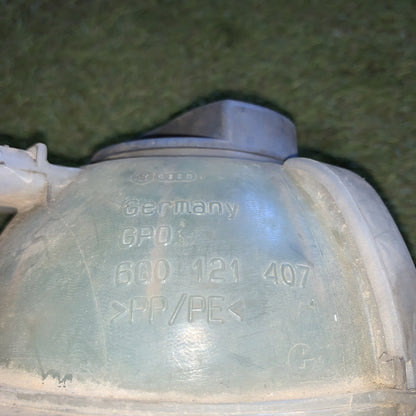 Germany
GPO
6Q0 121 407
>PP/PE<
G